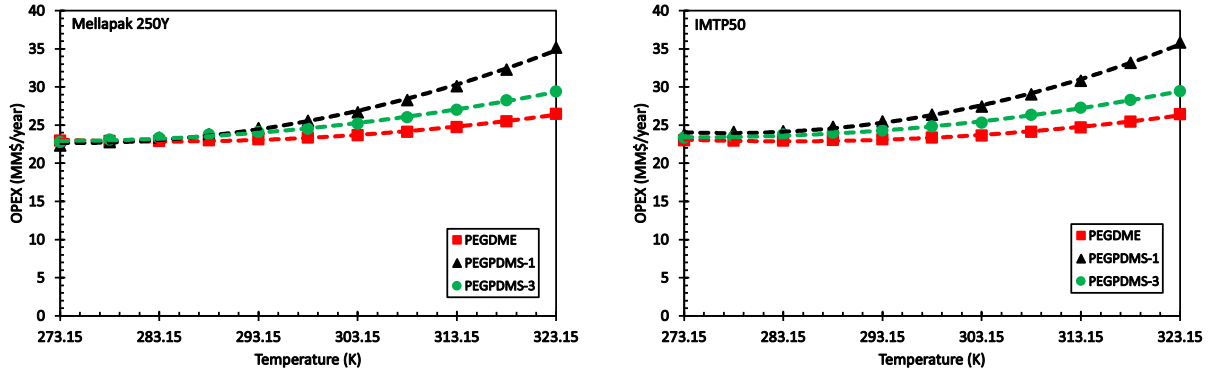 Mellapak 250Y
OPEX (MM$/year)
40
35
30
25
20
15
10
5
0
PEGDME
PEGPDMS-1
PEGPDMS-3
273.15 283.15 293.15 303.15 313.15 323.15
Temperature (K)
IMTP50
OPEX (MM$/year)
40
35
30
25
20
15
10
5
0
PEGDME
PEGPDMS-1
PEGPDMS-3
273.15 283.15 293.15 303.15 313.15 323.15
Temperature (K)